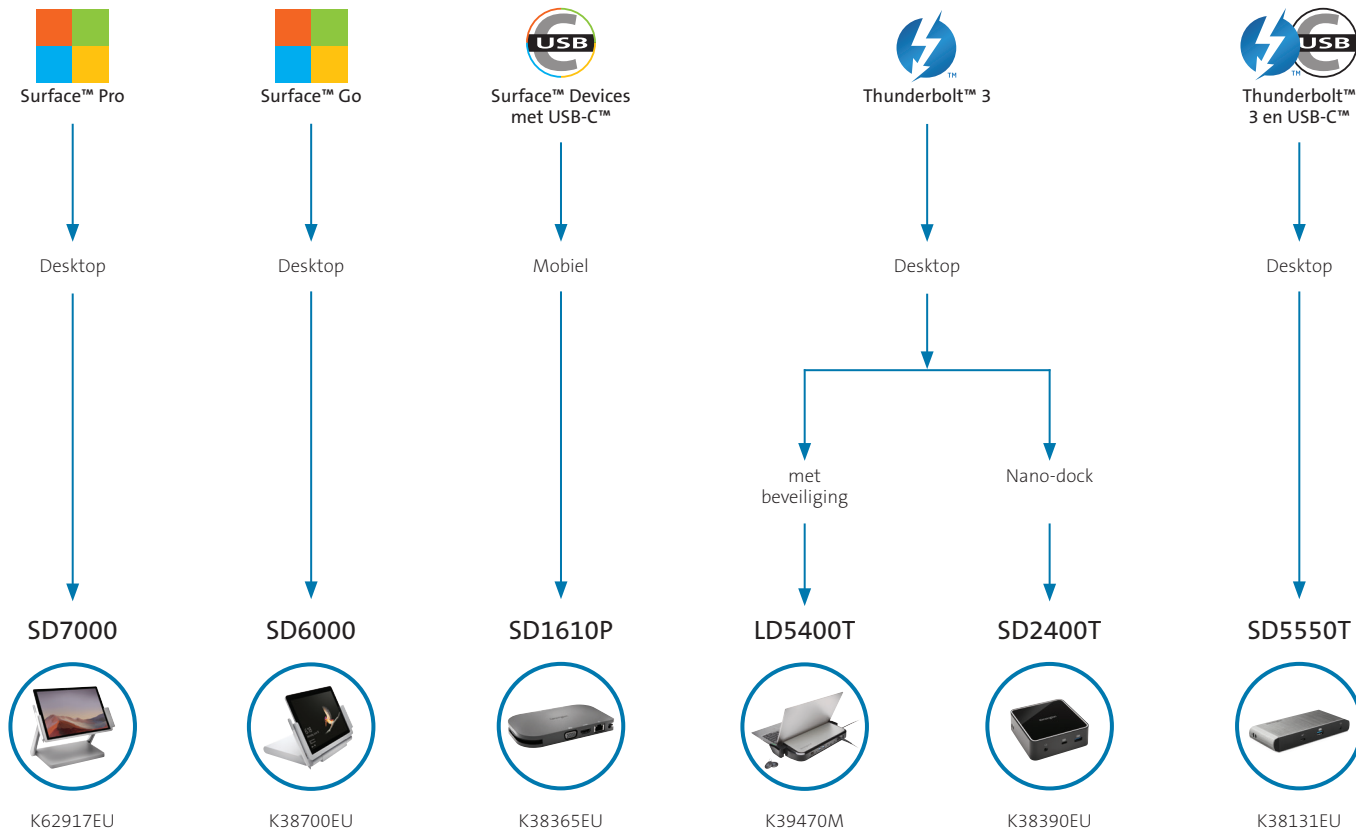 USB
USB
TM
TM
Surface™ Pro
Surface™ Go
Surface™ Devices
met USB-C™
Thunderbolt™ 3
Thunderbolt™
3 en USB-C™
Desktop
Desktop
Mobiel
Desktop
Desktop
met
beveiliging
Nano-dock
SD7000
SD6000
SD1610P
LD5400T
SD2400T
SD5550T
K62917EU
K38700EU
K38365EU
K39470M
K38390EU
K38131EU